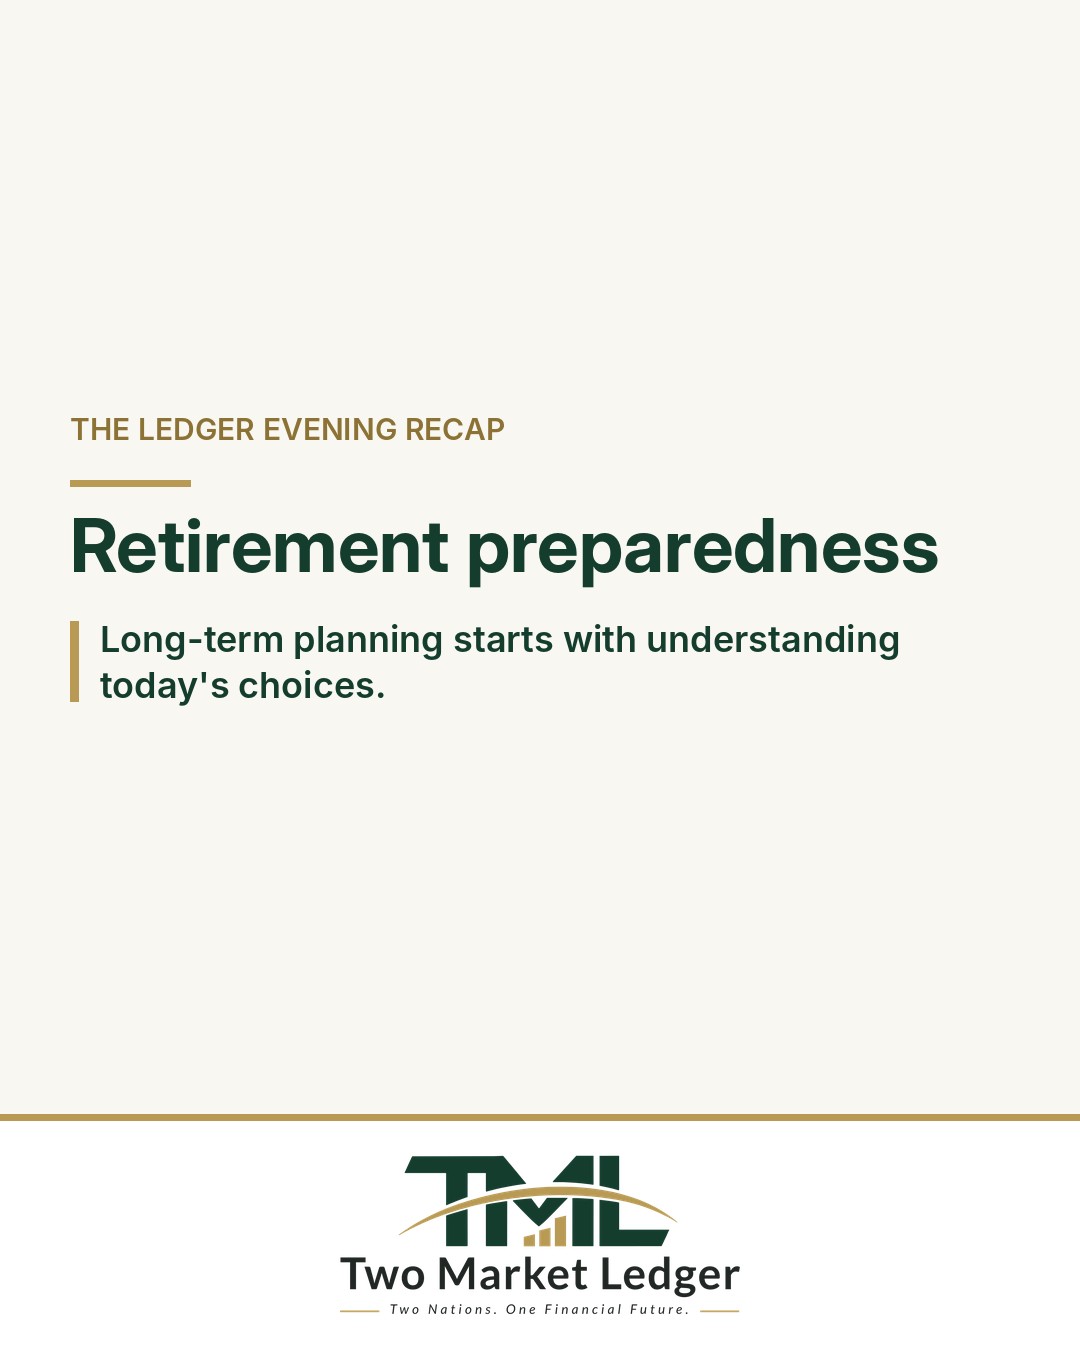 THE LEDGER EVENING RECAP
Retirement preparedness
Long-term planning starts with understanding
today's choices.
TML
Two Market Ledger
Two Nations. One Financial Future.